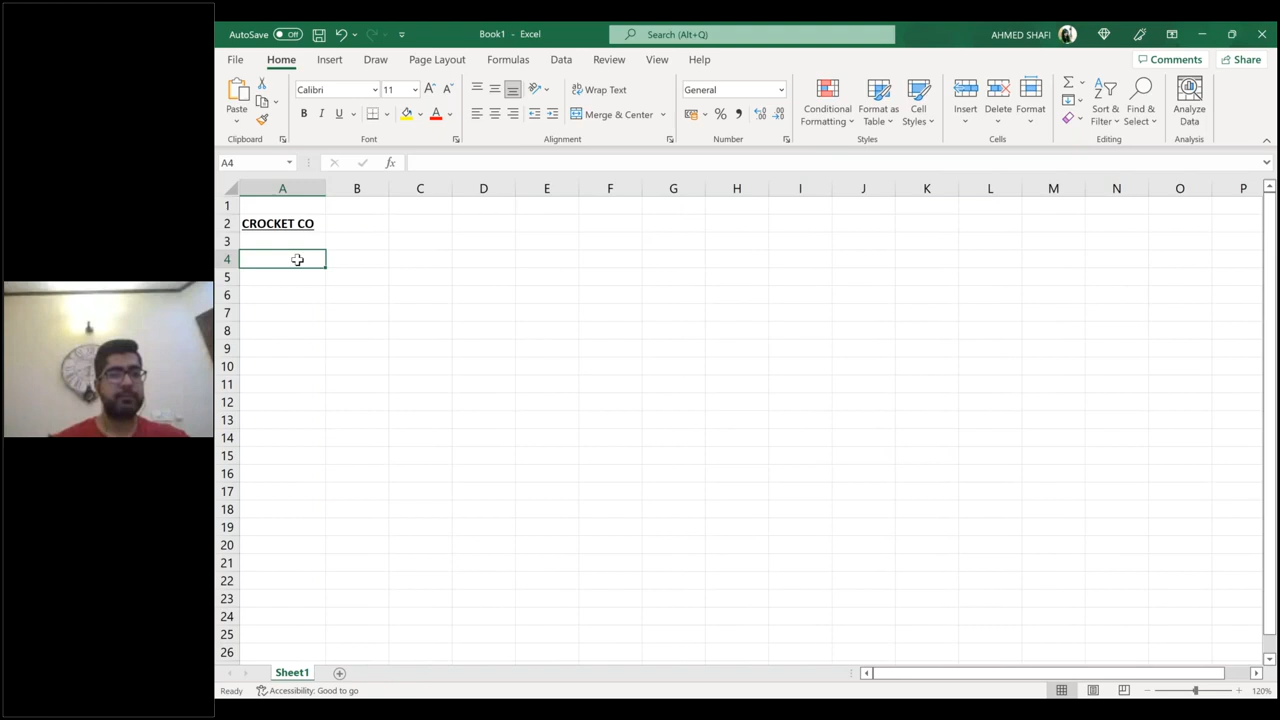 AutoSave Off Book1 - Excel Search (Alt+Q) AHMED SHAFI
File Home Insert Draw Page Layout Formulas Data Review View Help Comments Share
Paste Calibri 11 Wrap Text General Conditional Formatting Format as Table Cell Styles Insert Delete Format Sort & Filter Find & Select Analyze Data
B I U A Merge & Center % ,
Clipboard Font Alignment Number Styles Cells Editing Analysis
A4 fx
A B C D E F G H I J K L M N O P
1
2 CROCKET CO
3
4
5
6
7
8
9
10
11
12
13
14
15
16
17
18
19
20
21
22
23
24
25
26
Sheet1
Ready Accessibility: Good to go 120%